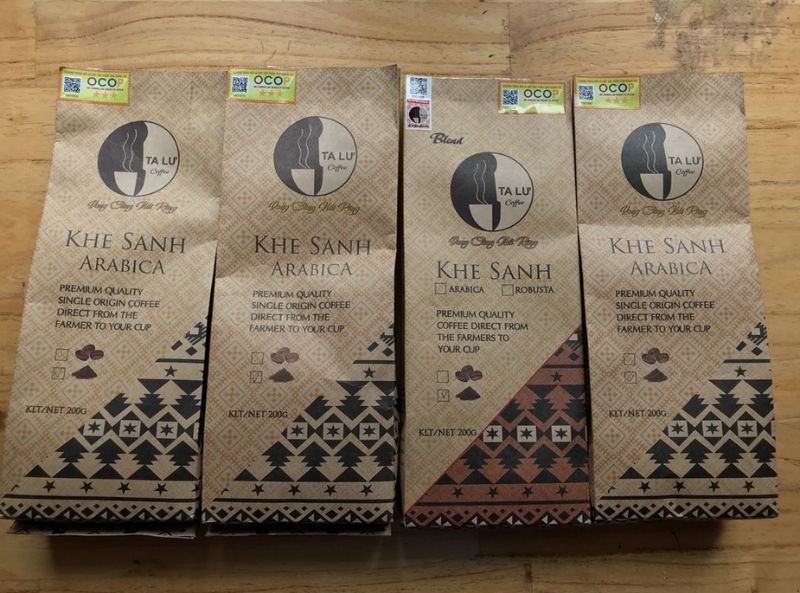 OCOP
TA LƯ
Coffee
KHE SANH
ARABICA
PREMIUM QUALITY
SINGLE ORIGIN COFFEE
DIRECT FROM THE
FARMER TO YOUR CUP
KLT/NET 200G
OCOP
TA LƯ
Coffee
KHE SANH
ARABICA
PREMIUM QUALITY
SINGLE ORIGIN COFFEE
DIRECT FROM THE
FARMER TO YOUR CUP
KLT/NET 200G
OCOP
Blend
TA LƯ
Coffee
KHE SANH
ARABICA ROBUSTA
PREMIUM QUALITY
COFFEE DIRECT FROM
THE FARMERS TO
YOUR CUP
KLT/NET 200G
OCOP
TA LƯ
Coffee
KHE SANH
ARABICA
PREMIUM QUALITY
SINGLE ORIGIN COFFEE
DIRECT FROM THE
FARMER TO YOUR CUP
KLT/NET 200G